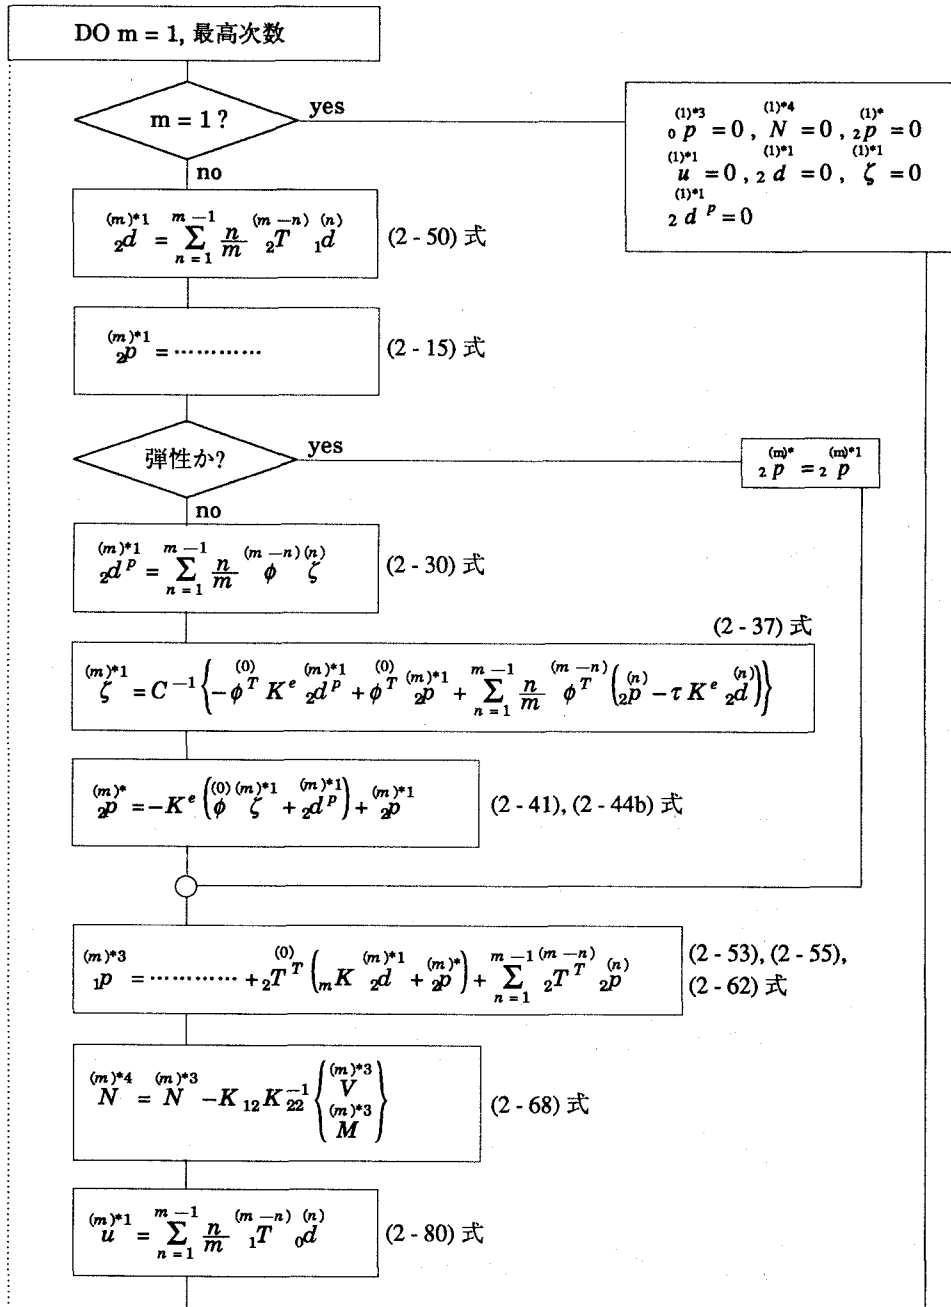 DO m = 1, 最高次数
m = 1 ?
yes
no
₀p^{(1)*3} = 0 , N^{(1)*4} = 0 , ₂p^{(1)*} = 0
u^{(1)*1} = 0 , ₂d^{(1)*1} = 0 , ζ^{(1)*1} = 0
₂d^{p (1)*1} = 0
₂d^{(m)*1} = Σ_{n=1}^{m-1} n/m ₂T^{(m-n)} ₁d^{(n)} (2 - 50) 式
₂p^{(m)*1} = ………… (2 - 15) 式
弾性か?
yes
₂p^{(m)*} = ₂p^{(m)*1}
no
₂d^{p (m)*1} = Σ_{n=1}^{m-1} n/m φ^{(m-n)} ζ^{(n)} (2 - 30) 式
(2 - 37) 式
ζ^{(m)*1} = C^{-1} { -φ^{(0)T} K^e ₂d^{p (m)*1} + φ^{(0)T} ₂p^{(m)*1} + Σ_{n=1}^{m-1} n/m φ^{(m-n)T} ( ₂p^{(n)} - τ K^e ₂d^{(n)} ) }
₂p^{(m)*} = -K^e ( φ^{(0)} ζ^{(m)*1} + ₂d^{p (m)*1} ) + ₂p^{(m)*1} (2 - 41), (2 - 44b) 式
₁p^{(m)*3} = ………… + ₂T^{(0)T} ( ₘK ₂d^{(m)*1} + ₂p^{(m)*} ) + Σ_{n=1}^{m-1} ₂T^{(m-n)T} ₂p^{(n)} (2 - 53), (2 - 55),
(2 - 62) 式
N^{(m)*4} = N^{(m)*3} - K₁₂ K₂₂^{-1} { V^{(m)*3} M^{(m)*3} } (2 - 68) 式
u^{(m)*1} = Σ_{n=1}^{m-1} n/m ₁T^{(m-n)} ₀d^{(n)} (2 - 80) 式